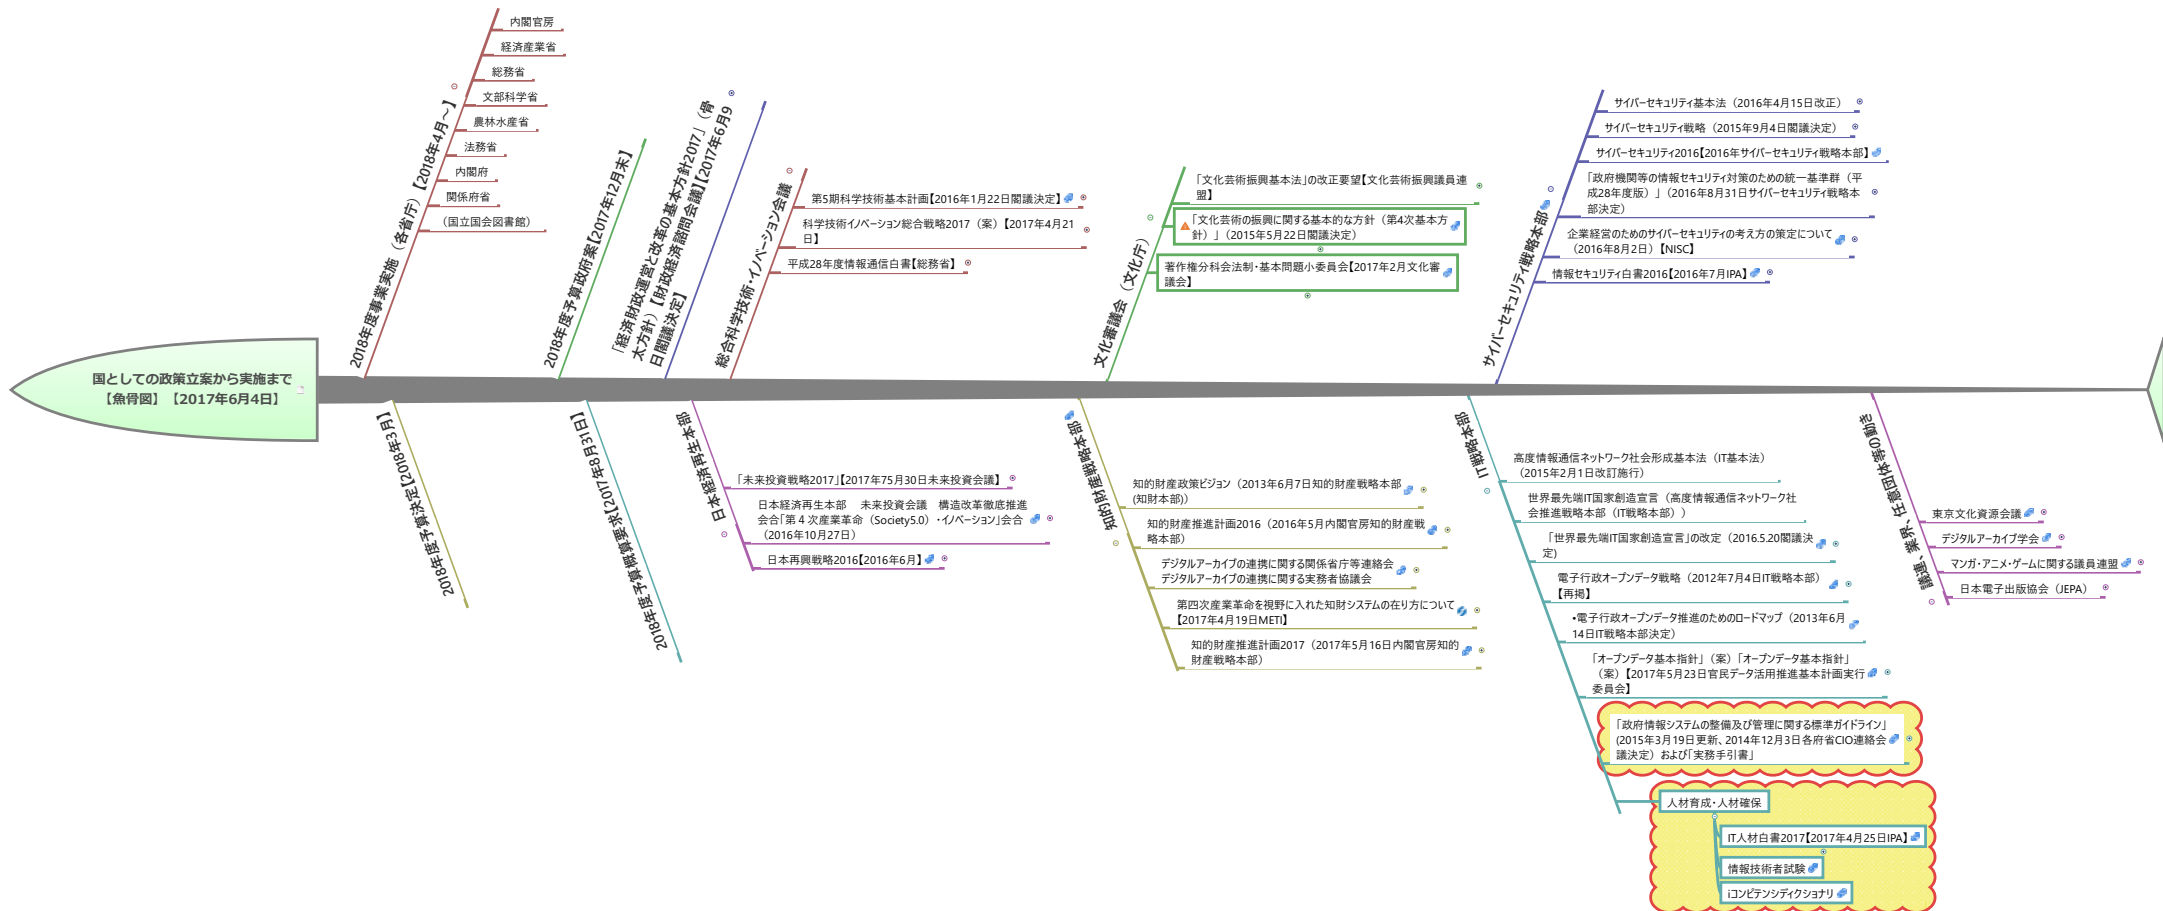 国としての政策立案から実施まで
【魚骨図】【2017年6月4日】
2018年度事業実施（各省庁）【2018年4月～】
内閣官房
経済産業省
総務省
文部科学省
農林水産省
法務省
内閣府
関係府省
（国立国会図書館）
2018年度予算政府案【2017年12月末】
「経済財政運営と改革の基本方針2017」（骨
太方針）【財政経済諮問会議】【2017年6月9
日閣議決定】
総合科学技術・イノベーション会議
第5期科学技術基本計画【2016年1月22日閣議決定】
科学技術イノベーション総合戦略2017（案）【2017年4月21
日】
平成28年度情報通信白書【総務省】
文化審議会（文化庁）
「文化芸術振興基本法」の改正要望【文化芸術振興議員連
盟】
「文化芸術の振興に関する基本的な方針（第4次基本方
針）」（2015年5月22日閣議決定）
著作権分科会法制・基本問題小委員会【2017年2月文化審
議会】
サイバーセキュリティ戦略本部
サイバーセキュリティ基本法（2016年4月15日改正）
サイバーセキュリティ戦略（2015年9月4日閣議決定）
サイバーセキュリティ2016【2016年サイバーセキュリティ戦略本部】
「政府機関等の情報セキュリティ対策のための統一基準群（平
成28年度版）」（2016年8月31日サイバーセキュリティ戦略本
部決定）
企業経営のためのサイバーセキュリティの考え方の策定について
（2016年8月2日）【NISC】
情報セキュリティ白書2016【2016年7月IPA】
2018年度予算決定【2018年3月】
2018年度予算概算要求【2017年8月31日】
日本経済再生本部
「未来投資戦略2017」【2017年75月30日未来投資会議】
日本経済再生本部　未来投資会議　構造改革徹底推進
会合「第４次産業革命（Society5.0）・イノベーション」会合
（2016年10月27日）
日本再興戦略2016【2016年6月】
知的財産戦略本部
知的財産政策ビジョン（2013年6月7日知的財産戦略本部
(知財本部)）
知的財産推進計画2016（2016年5月内閣官房知的財産戦
略本部）
デジタルアーカイブの連携に関する関係省庁等連絡会
デジタルアーカイブの連携に関する実務者協議会
第四次産業革命を視野に入れた知財システムの在り方について
【2017年4月19日METI】
知的財産推進計画2017（2017年5月16日内閣官房知的
財産戦略本部）
IT戦略本部
高度情報通信ネットワーク社会形成基本法（IT基本法）
（2015年2月1日改訂施行）
世界最先端IT国家創造宣言（高度情報通信ネットワーク社
会推進戦略本部（IT戦略本部））
「世界最先端IT国家創造宣言」の改定（2016.5.20閣議決
定）
電子行政オープンデータ戦略（2012年7月4日IT戦略本部）
【再掲】
•電子行政オープンデータ推進のためのロードマップ（2013年6月
14日IT戦略本部決定）
「オープンデータ基本指針」（案）「オープンデータ基本指針」
（案）【2017年5月23日官民データ活用推進基本計画実行
委員会】
「政府情報システムの整備及び管理に関する標準ガイドライン」
(2015年3月19日更新、2014年12月3日各府省CIO連絡会
議決定）および「実務手引書」
人材育成・人材確保
IT人材白書2017【2017年4月25日IPA】
情報技術者試験
iコンピテンシディクショナリ
議連、業界、任意団体等の動き
東京文化資源会議
デジタルアーカイブ学会
マンガ・アニメ・ゲームに関する議員連盟
日本電子出版協会（JEPA）